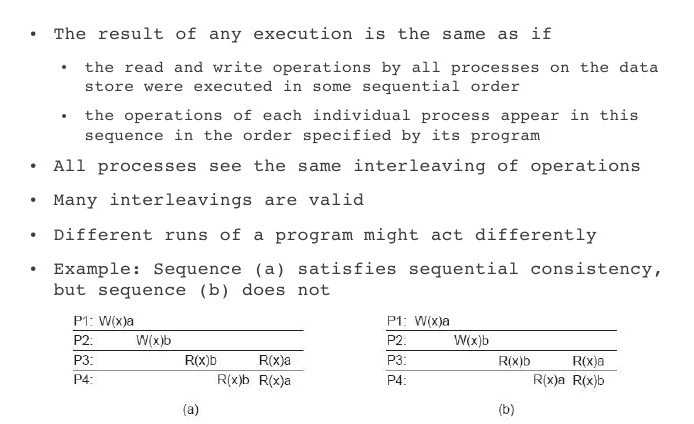 • The result of any execution is the same as if
• the read and write operations by all processes on the data
store were executed in some sequential order
• the operations of each individual process appear in this
sequence in the order specified by its program
• All processes see the same interleaving of operations
• Many interleavings are valid
• Different runs of a program might act differently
• Example: Sequence (a) satisfies sequential consistency,
but sequence (b) does not
P1: W(x)a
P2: W(x)b
P3: R(x)b R(x)a
P4: R(x)b R(x)a
(a)
P1: W(x)a
P2: W(x)b
P3: R(x)b R(x)a
P4: R(x)a R(x)b
(b)